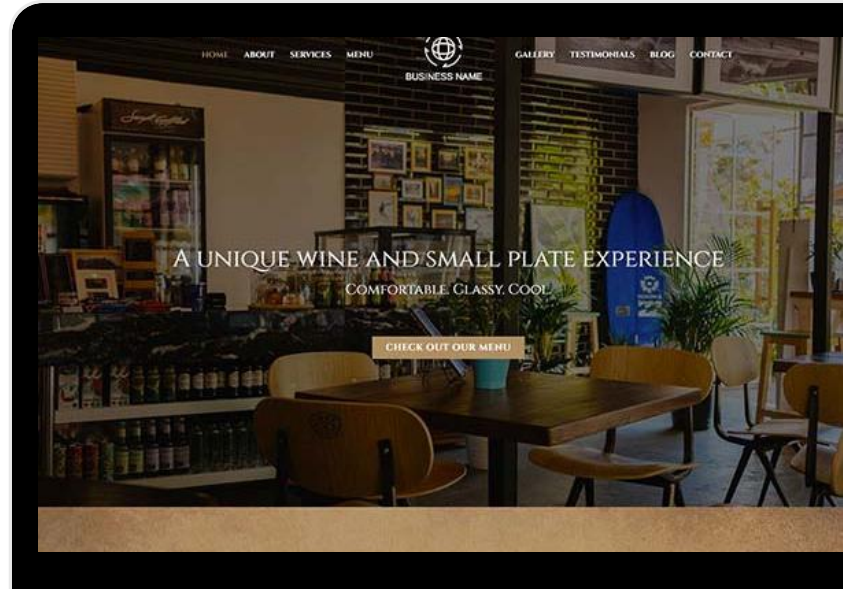 HOME ABOUT SERVICES MENU
BUSINESS NAME
GALLERY TESTIMONIALS BLOG CONTACT
A UNIQUE WINE AND SMALL PLATE EXPERIENCE
COMFORTABLE. CLASSY. COOL.
CHECK OUT OUR MENU